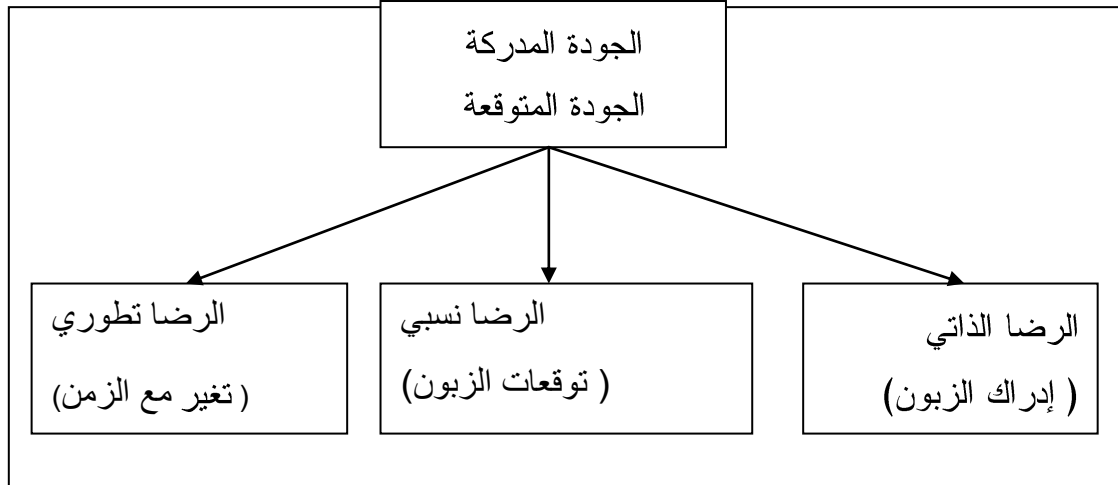 الجودة المدركة
الجودة المتوقعة
الرضا الذاتي
( إدراك الزبون)
الرضا نسبي
( توقعات الزبون)
الرضا تطوري
( تغير مع الزمن)